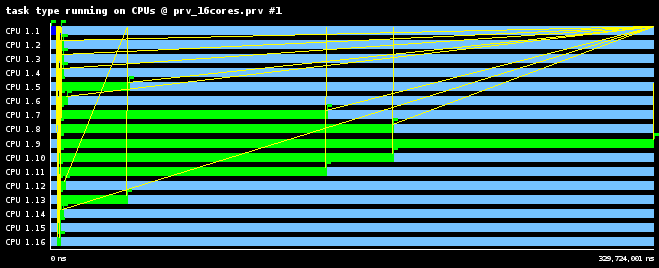 task type running on CPUs @ prv_16cores.prv #1
CPU 1.1
CPU 1.2
CPU 1.3
CPU 1.4
CPU 1.5
CPU 1.6
CPU 1.7
CPU 1.8
CPU 1.9
CPU 1.10
CPU 1.11
CPU 1.12
CPU 1.13
CPU 1.14
CPU 1.15
CPU 1.16
0 ns 329,724,001 ns